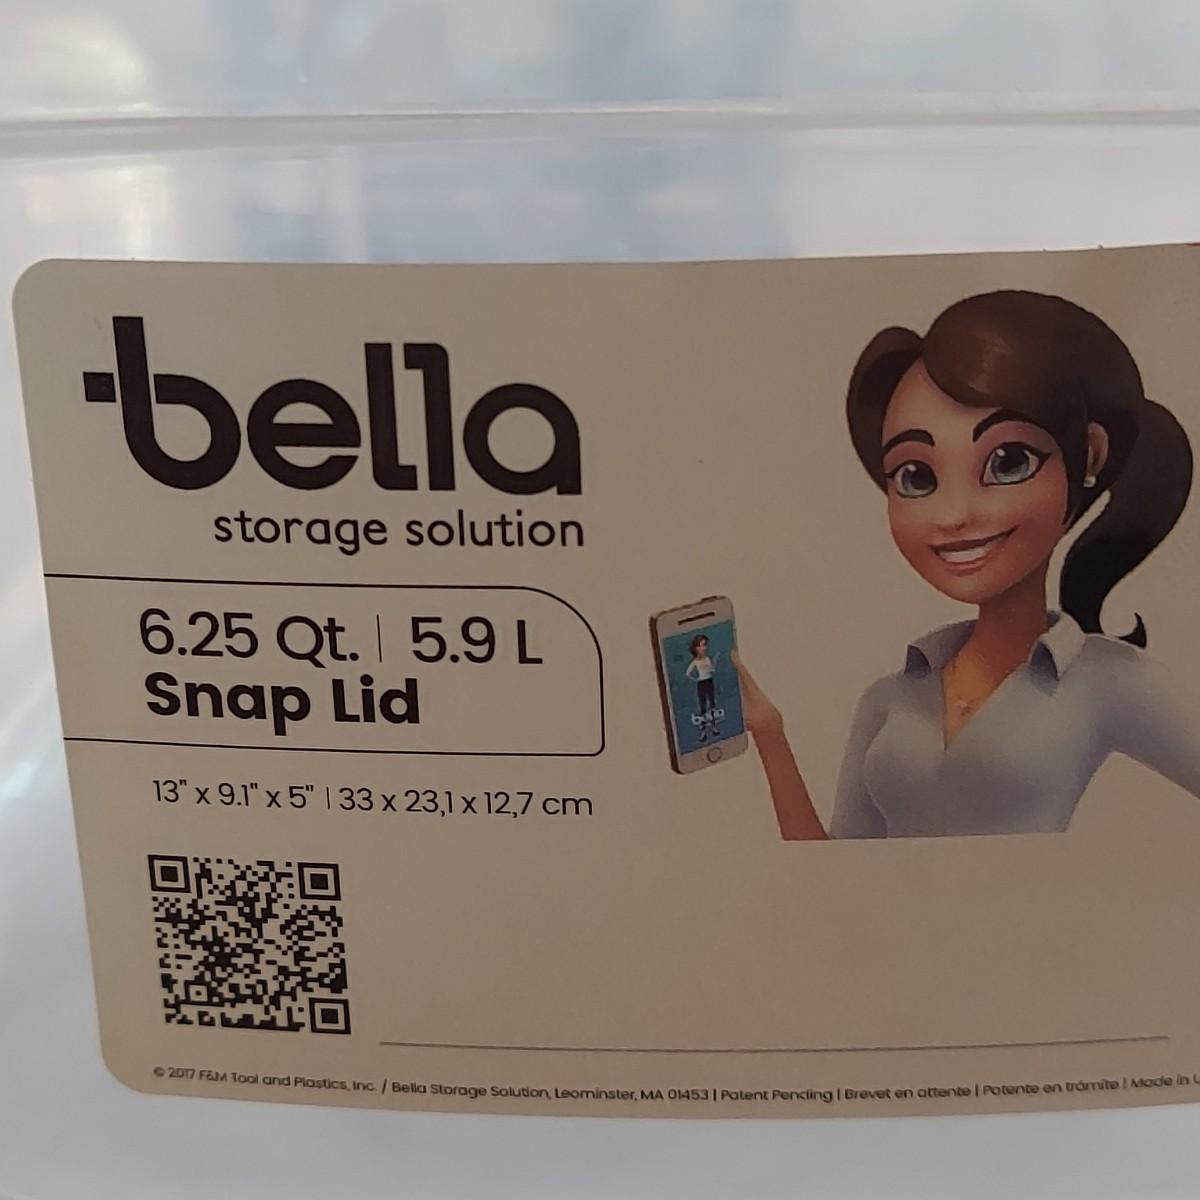 bella
storage solution
6.25 Qt. | 5.9 L
Snap Lid
13" x 9.1" x 5" | 33 x 23,1 x 12,7 cm
bella
© 2017 F&M Tool and Plastics, Inc. / Bella Storage Solution, Leominster, MA 01453 | Patent Pending | Brevet en attente | Patente en trámite | Made in